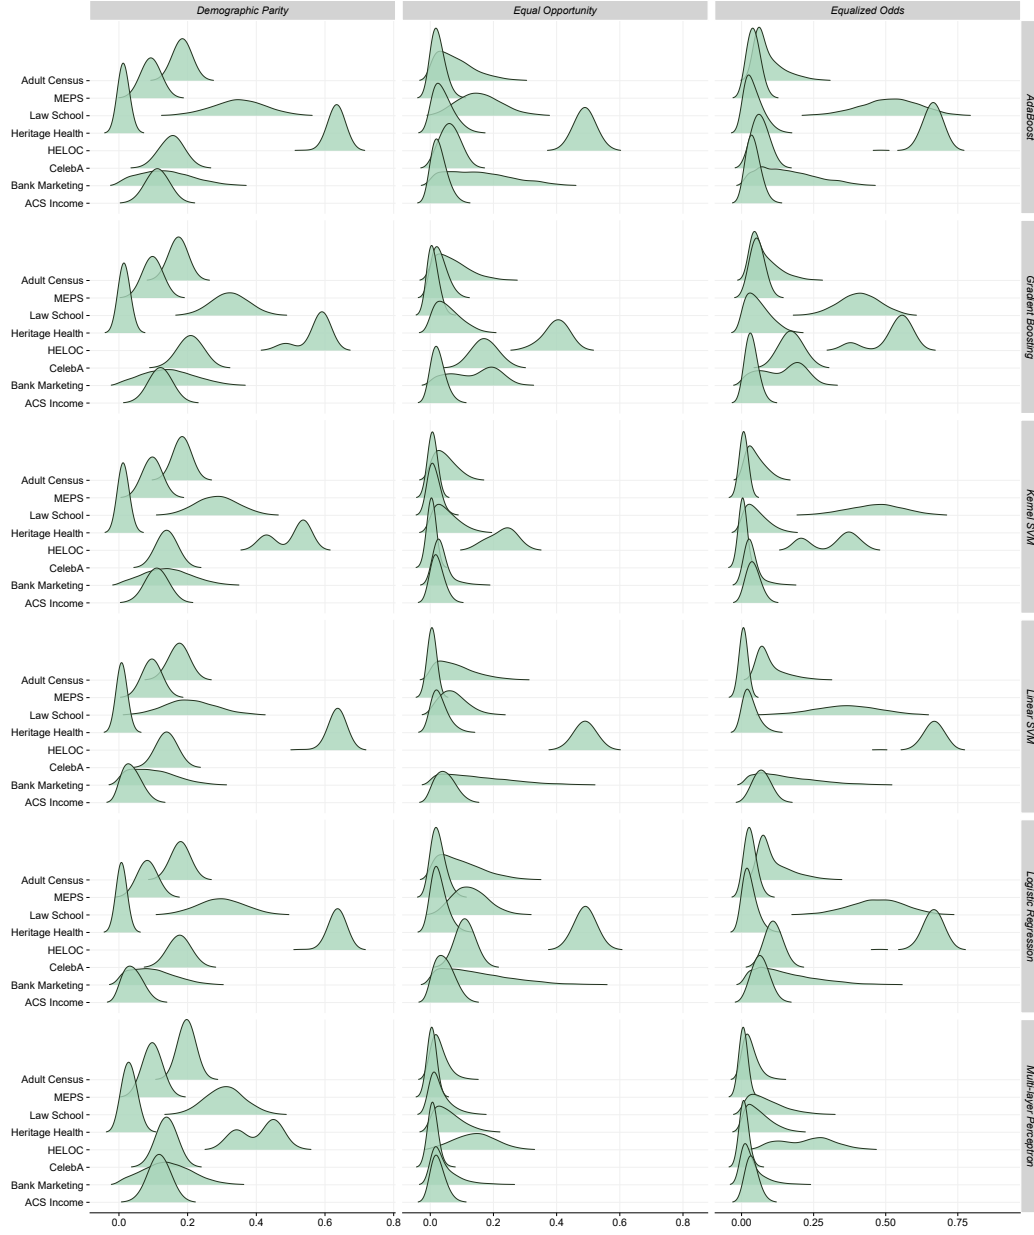 Demographic Parity
Equal Opportunity
Equalized Odds
Adult Census
MEPS
Law School
Heritage Health
HELOC
CelebA
Bank Marketing
ACS Income
AdaBoost
Adult Census
MEPS
Law School
Heritage Health
HELOC
CelebA
Bank Marketing
ACS Income
Gradient Boosting
Adult Census
MEPS
Law School
Heritage Health
HELOC
CelebA
Bank Marketing
ACS Income
Kernel SVM
Adult Census
MEPS
Law School
Heritage Health
HELOC
CelebA
Bank Marketing
ACS Income
Linear SVM
Adult Census
MEPS
Law School
Heritage Health
HELOC
CelebA
Bank Marketing
ACS Income
Logistic Regression
Adult Census
MEPS
Law School
Heritage Health
HELOC
CelebA
Bank Marketing
ACS Income
Multi-layer Perceptron
0.0 0.2 0.4 0.6 0.8
0.0 0.2 0.4 0.6 0.8
0.00 0.25 0.50 0.75